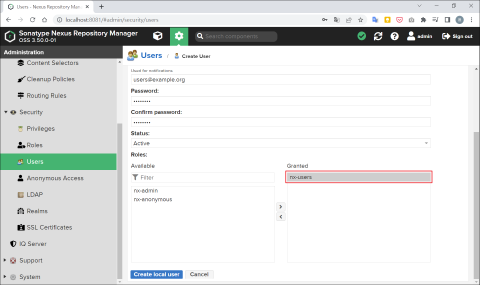 Users - Nexus Repository Manager
localhost:8081/#admin/security/users
Sonatype Nexus Repository Manager
OSS 3.50.0-01
Search components
admin
Sign out
Administration
Content Selectors
Cleanup Policies
Routing Rules
Security
Privileges
Roles
Users
Anonymous Access
LDAP
Realms
SSL Certificates
IQ Server
Support
System
Users / Create User
Used for notifications
users@example.org
Password:
••••••••
Confirm password:
••••••••
Status:
Active
Roles:
Available
Granted
Filter
nx-users
nx-admin
nx-anonymous
Create local user
Cancel